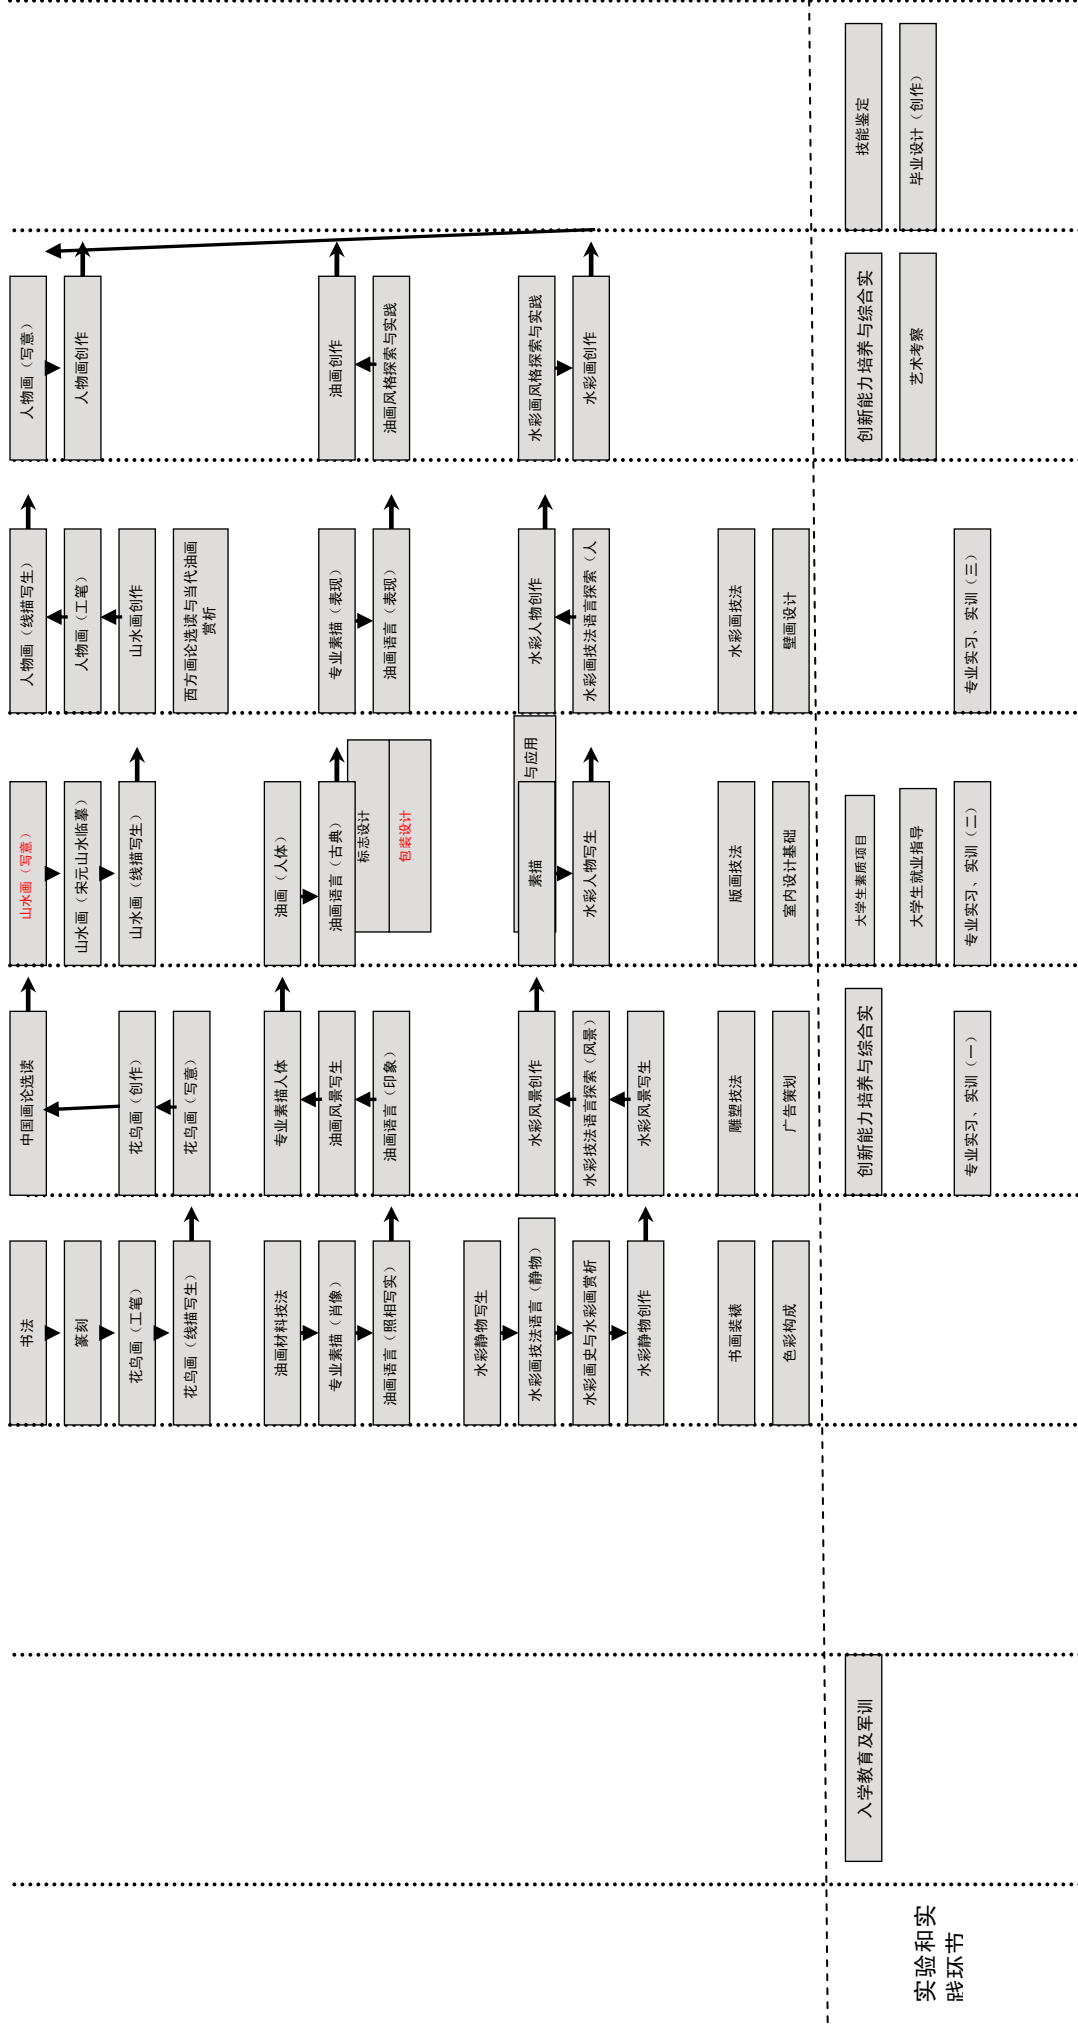 书法
篆刻
花鸟画（工笔）
花鸟画（线描写生）
油画材料技法
专业素描（肖像）
油画语言（照相写实）
水彩静物写生
水彩画技法语言（静物）
水彩画史与水彩画赏析
水彩静物创作
书画装裱
色彩构成
中国画论选读
花鸟画（创作）
花鸟画（写意）
专业素描人体
油画风景写生
油画语言（印象）
水彩风景创作
水彩技法语言探索（风景）
水彩风景写生
雕塑技法
广告策划
山水画（写意）
山水画（宋元山水临摹）
山水画（线描写生）
油画（人体）
油画语言（古典）
标志设计
包装设计
与应用
素描
水彩人物写生
版画技法
室内设计基础
人物画（线描写生）
人物画（工笔）
山水画创作
西方画论选读与当代油画
赏析
专业素描（表现）
油画语言（表现）
水彩人物创作
水彩画技法语言探索（人
水彩画技法
壁画设计
人物画（写意）
人物画创作
油画创作
油画风格探索与实践
水彩画风格探索与实践
水彩画创作
实验和实
践环节
入学教育及军训
创新能力培养与综合实
专业实习、实训（一）
大学生素质项目
大学生就业指导
专业实习、实训（二）
专业实习、实训（三）
创新能力培养与综合实
艺术考察
技能鉴定
毕业设计（创作）